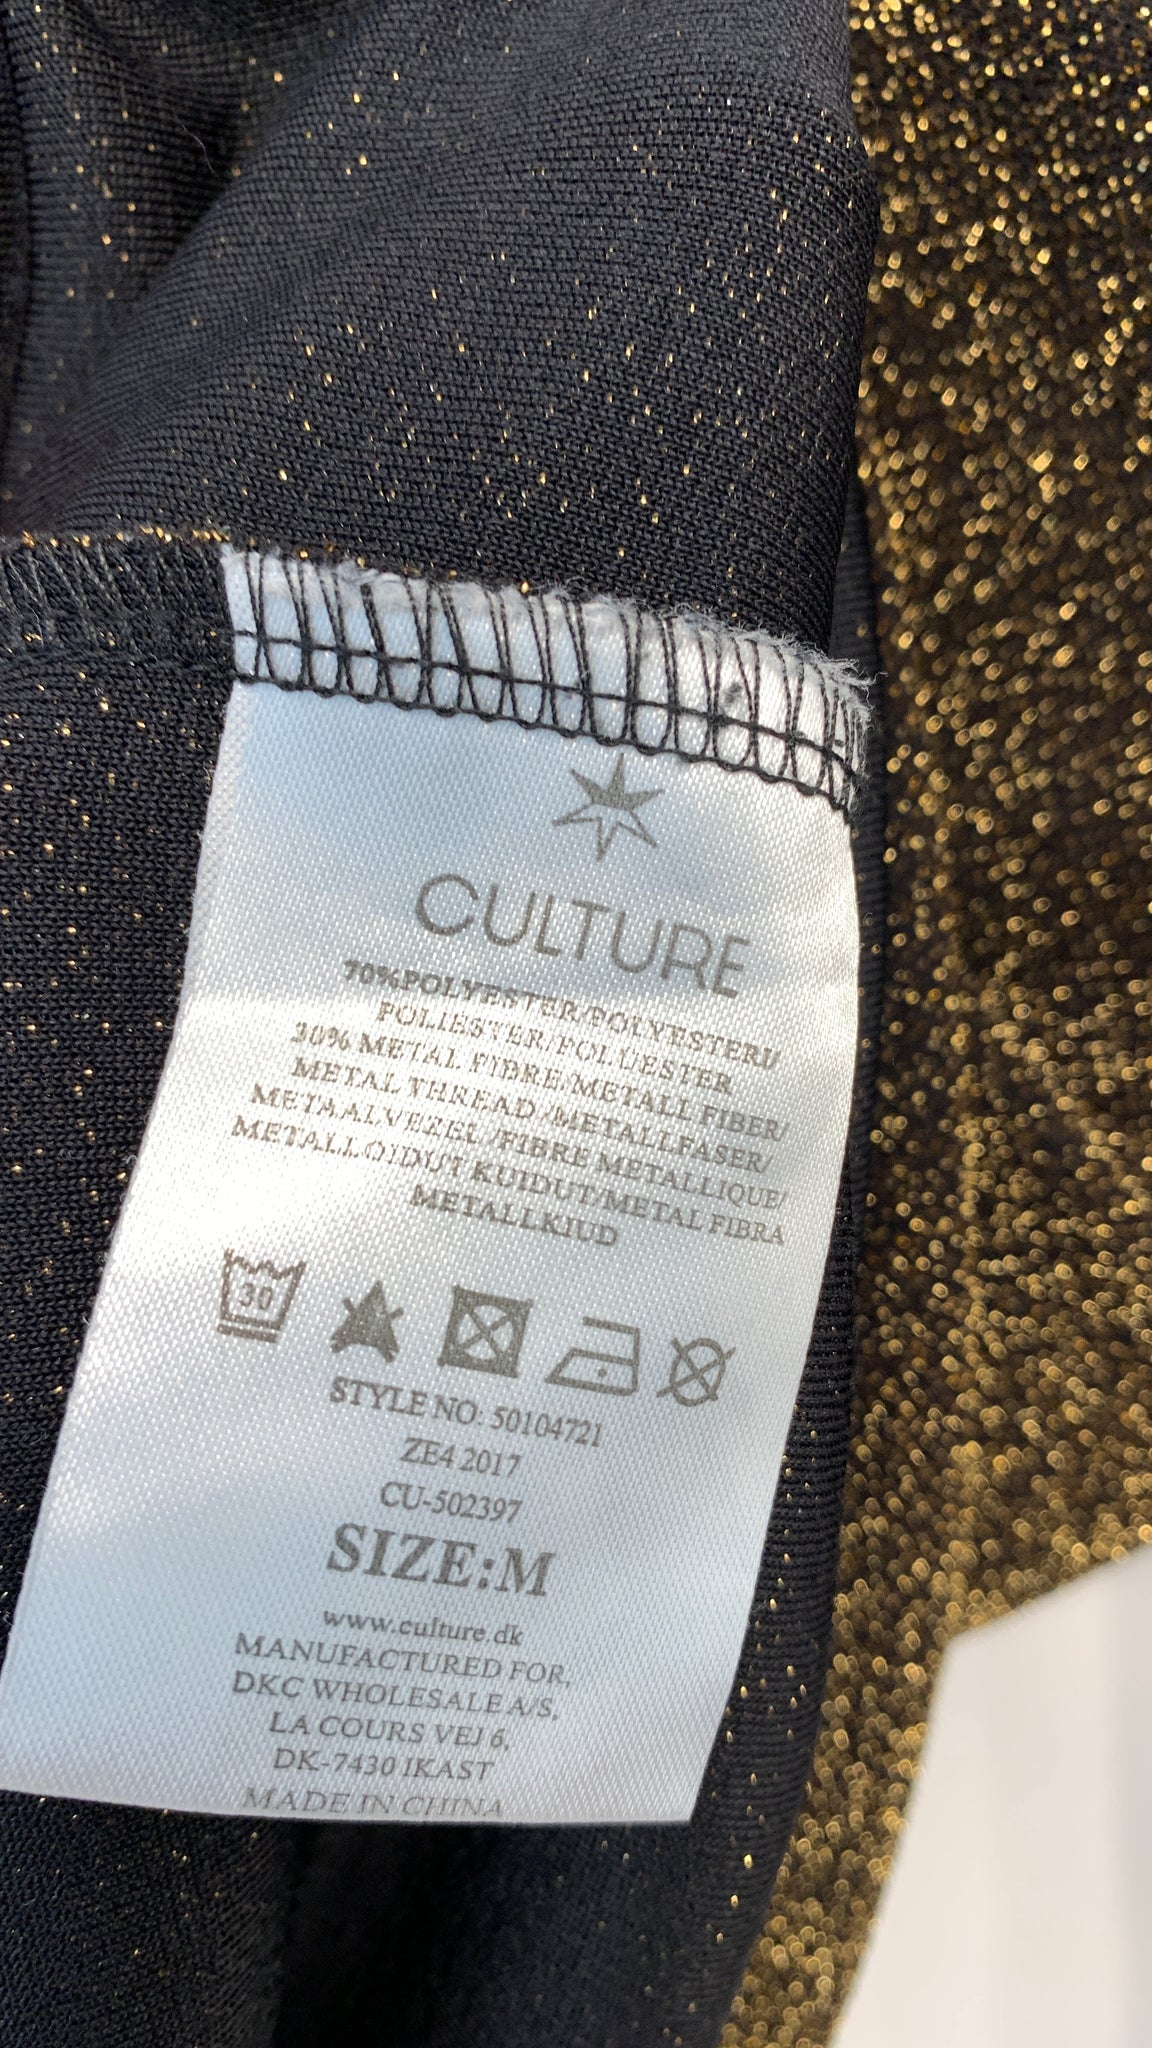 CULTURE
70%POLYESTER/POLYESTERI/
POLIESTER/POLUESTER
30% METAL FIBRE/METALL FIBER/
METAL THREAD/METALLFASER/
METAALVEZEL/FIBRE METALLIQUE/
METALLOIDUT KUIDUT/METAL FIBRA
METALLKIUD
30
STYLE NO: 50104721
ZE4 2017
CU-502397
SIZE:M
www.culture.dk
MANUFACTURED FOR,
DKC WHOLESALE A/S,
LA COURS VEJ 6,
DK-7430 IKAST
MADE IN CHINA